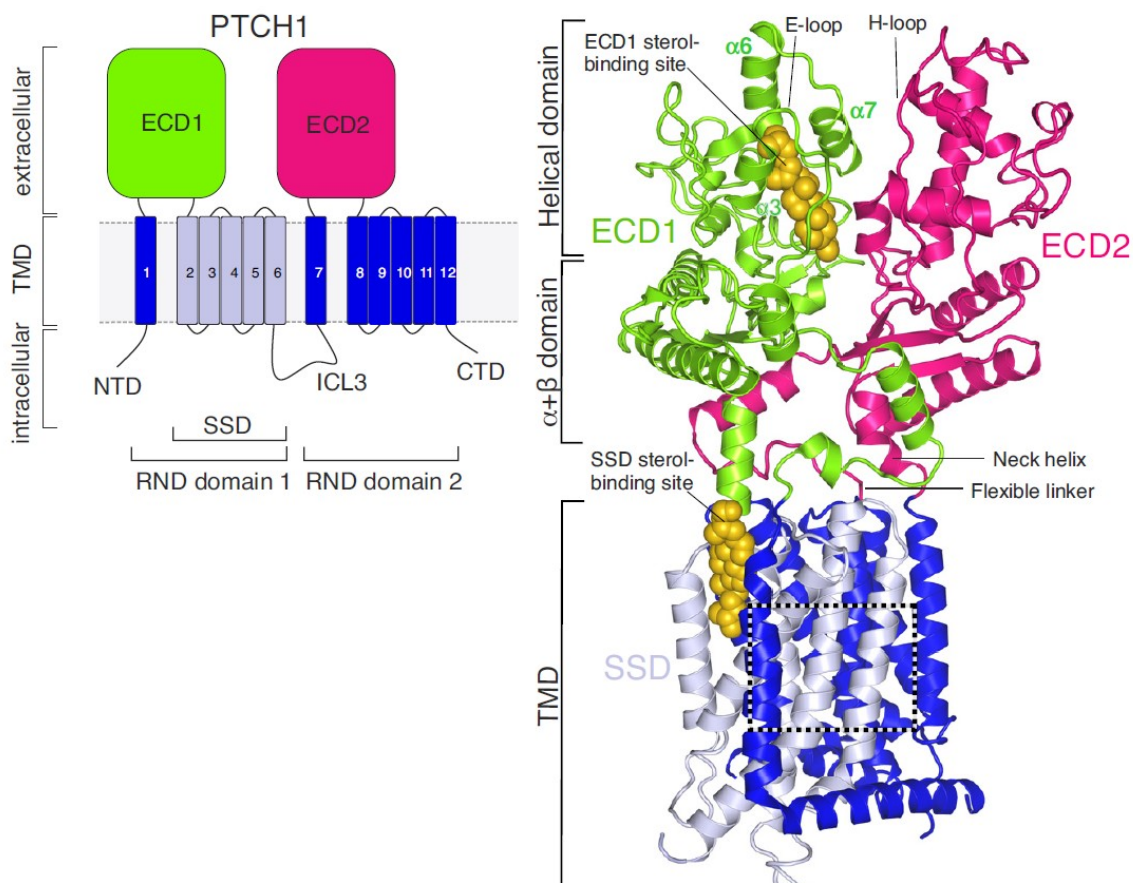 PTCH1
extracellular
TMD
intracellular
ECD1
ECD2
1
2
3
4
5
6
7
8
9
10
11
12
NTD
ICL3
CTD
SSD
RND domain 1
RND domain 2
Helical domain
α+β domain
TMD
ECD1 sterol-
binding site
α6
E-loop
H-loop
α7
α3
ECD1
ECD2
SSD sterol-
binding site
Neck helix
Flexible linker
SSD